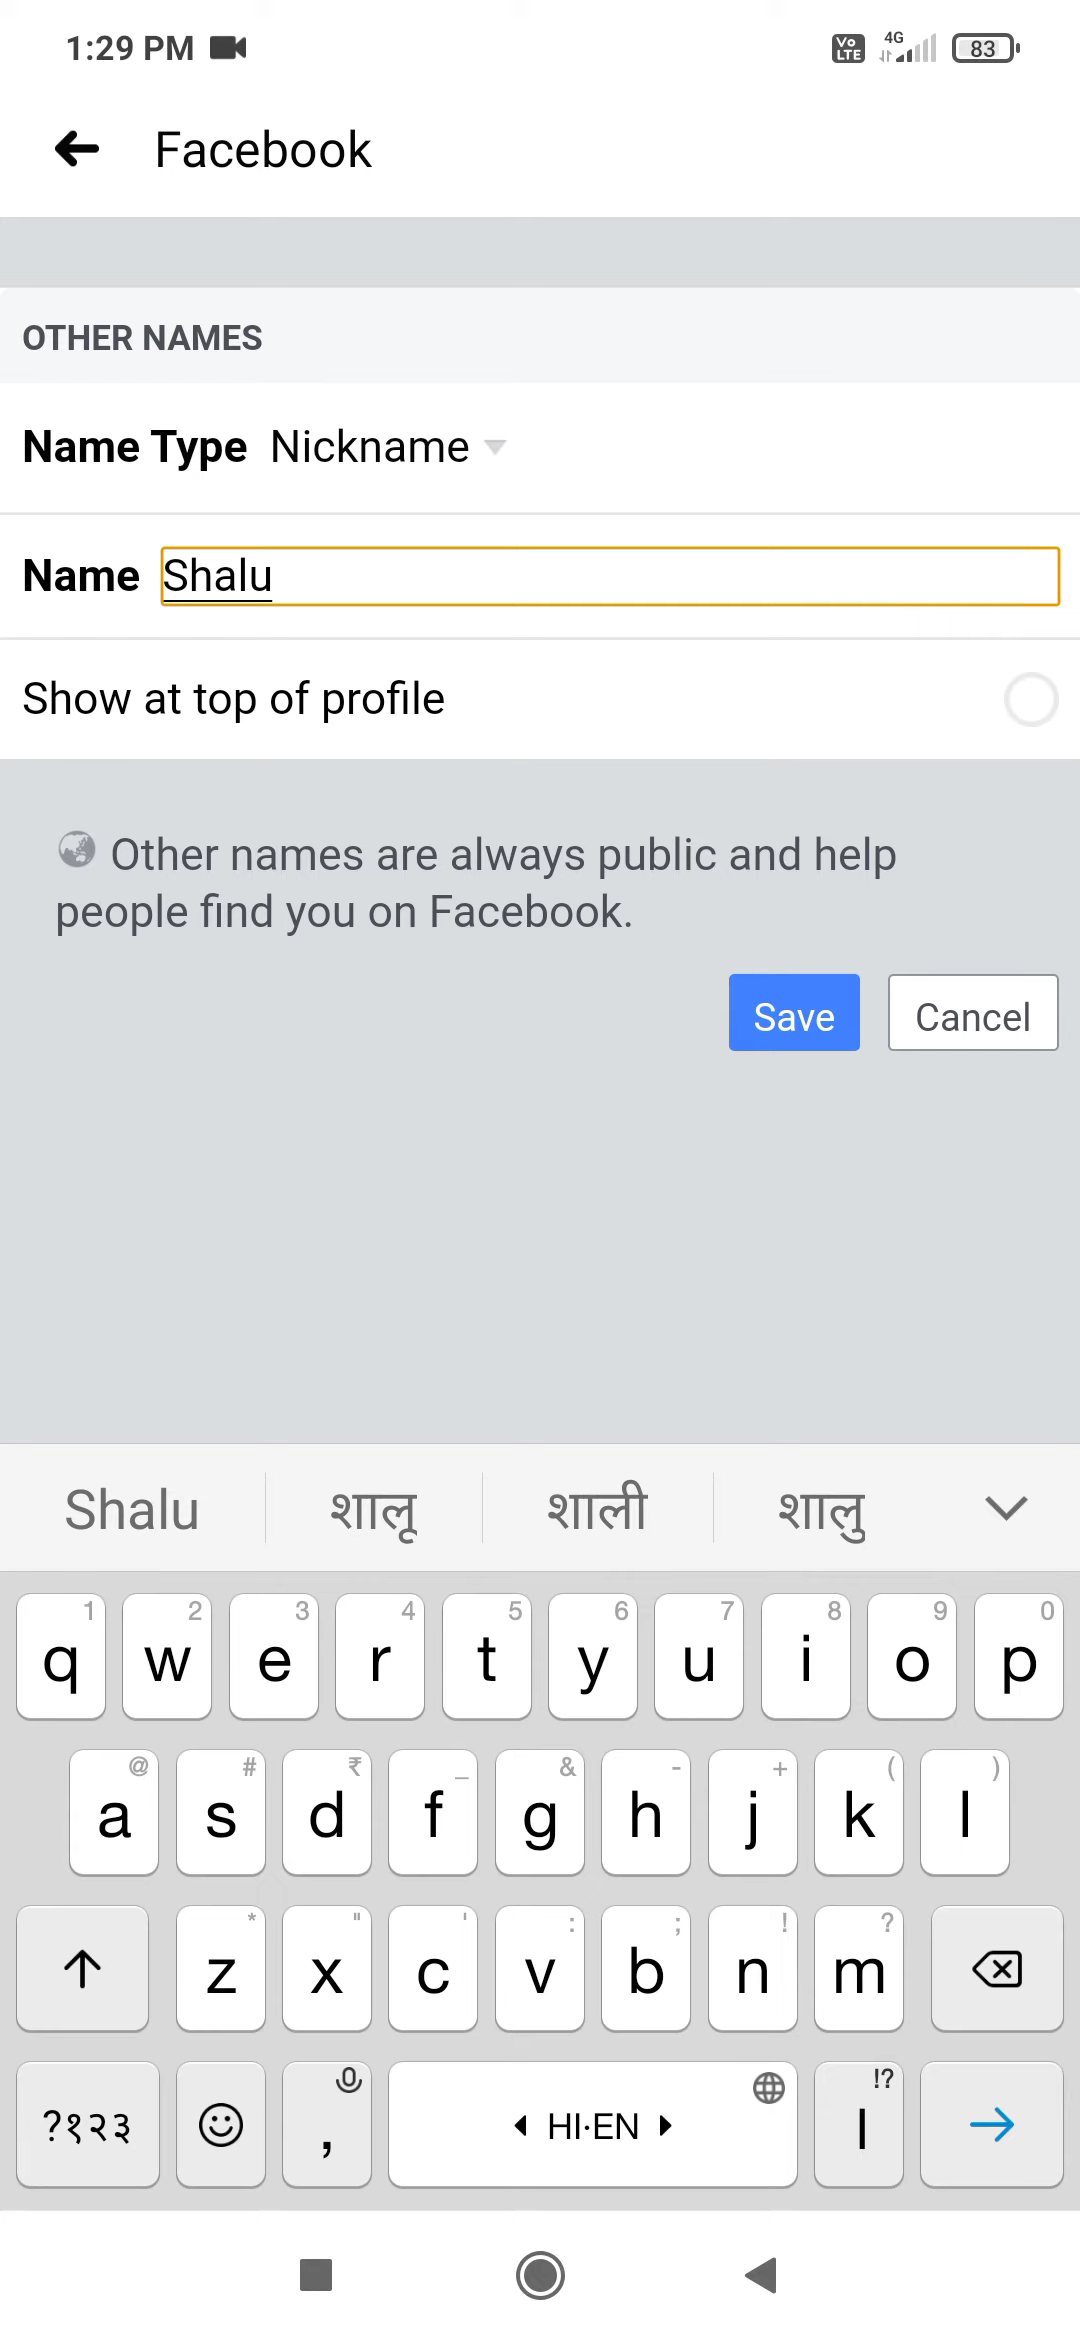 1:29 PM
Vo LTE 4G 83
Facebook
OTHER NAMES
Name Type Nickname
Name Shalu
Show at top of profile
Other names are always public and help
people find you on Facebook.
Save Cancel
Shalu शालू शाली शालु
1 2 3 4 5 6 7 8 9 0
q w e r t y u i o p
@ # ₹ _ & - + ( )
a s d f g h j k l
* " ' : ; ! ?
z x c v b n m
!?
?१२३ , HI·EN ।